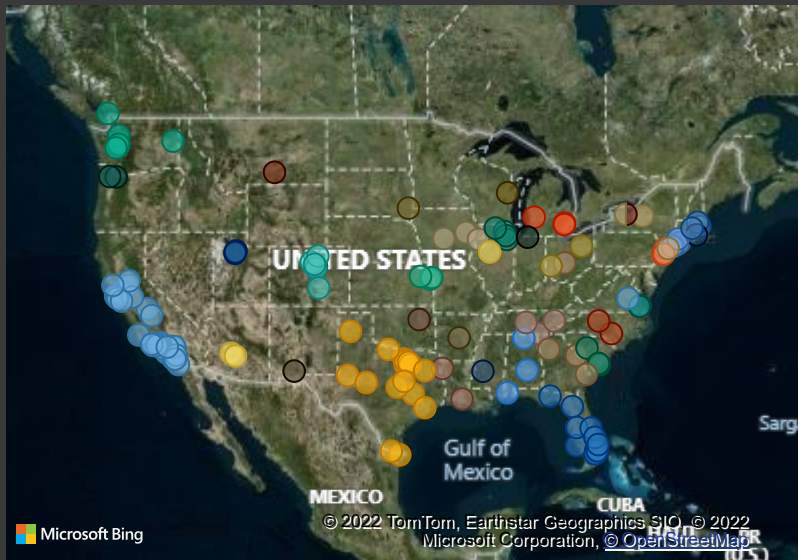 UNITED STATES
Gulf of
Mexico
MEXICO
CUBA
Microsoft Bing
© 2022 TomTom, Earthstar Geographics SIO, © 2022
Microsoft Corporation, © OpenStreetMap